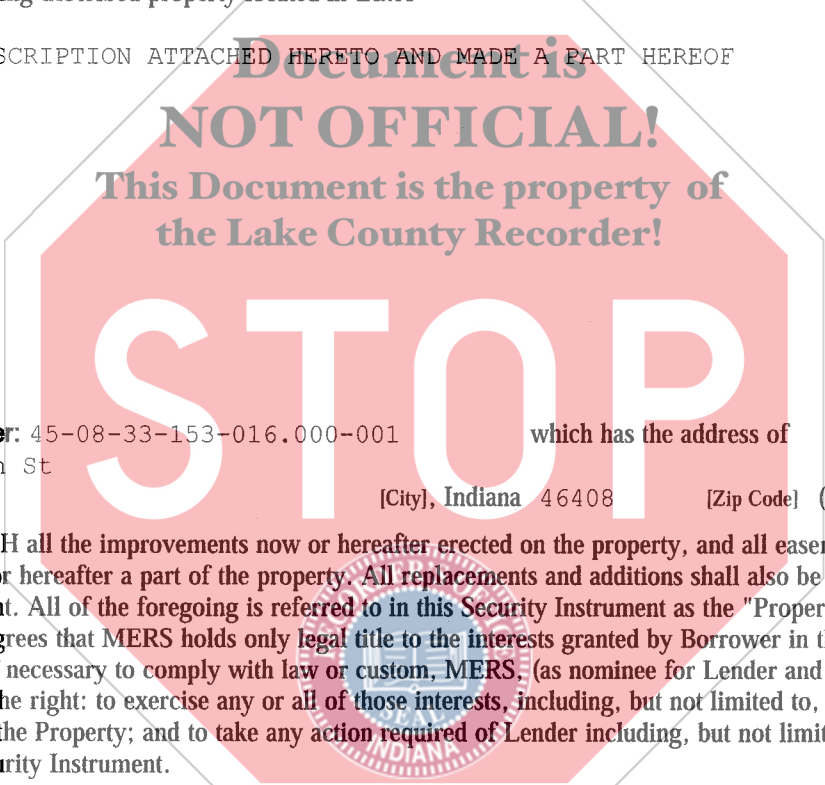 SCRIPTION ATTACHED HERETO AND MADE A PART HEREOF
Document is
NOT OFFICIAL!
This Document is the property of
the Lake County Recorder!
STOP
er: 45-08-33-153-016.000-001 which has the address of
St
[City], Indiana 46408 [Zip Code] (
H all the improvements now or hereafter erected on the property, and all easer
r hereafter a part of the property. All replacements and additions shall also be
nt. All of the foregoing is referred to in this Security Instrument as the "Proper
grees that MERS holds only legal title to the interests granted by Borrower in t
necessary to comply with law or custom, MERS, (as nominee for Lender and
he right: to exercise any or all of those interests, including, but not limited to,
the Property; and to take any action required of Lender including, but not limit
urity Instrument.
SEAL
INDIANA